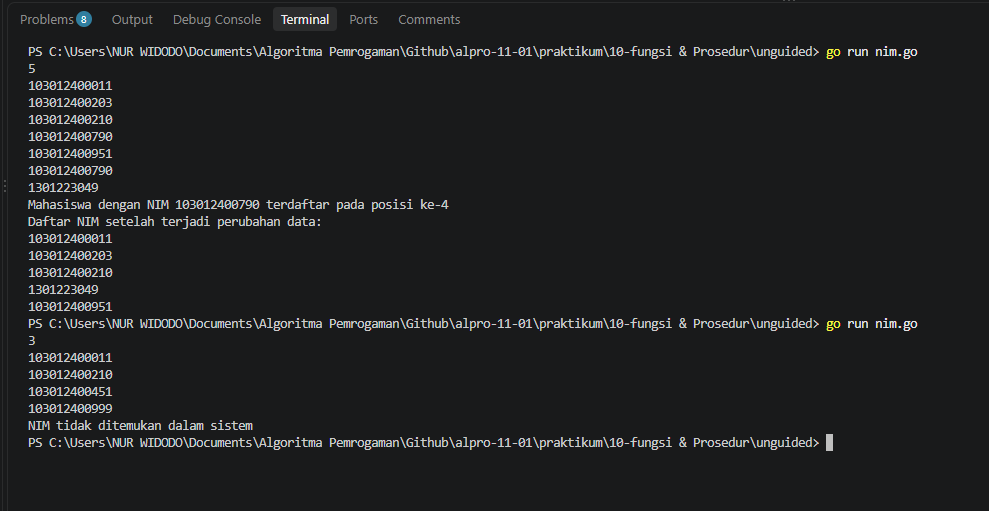 Problems 8 Output Debug Console Terminal Ports Comments
PS C:\Users\NUR WIDODO\Documents\Algoritma Pemrogaman\Github\alpro-11-01\praktikum\10-fungsi & Prosedur\unguided> go run nim.go
5
103012400011
103012400203
103012400210
103012400790
103012400951
103012400790
1301223049
Mahasiswa dengan NIM 103012400790 terdaftar pada posisi ke-4
Daftar NIM setelah terjadi perubahan data:
103012400011
103012400203
103012400210
1301223049
103012400951
PS C:\Users\NUR WIDODO\Documents\Algoritma Pemrogaman\Github\alpro-11-01\praktikum\10-fungsi & Prosedur\unguided> go run nim.go
3
103012400011
103012400210
103012400451
103012400999
NIM tidak ditemukan dalam sistem
PS C:\Users\NUR WIDODO\Documents\Algoritma Pemrogaman\Github\alpro-11-01\praktikum\10-fungsi & Prosedur\unguided>